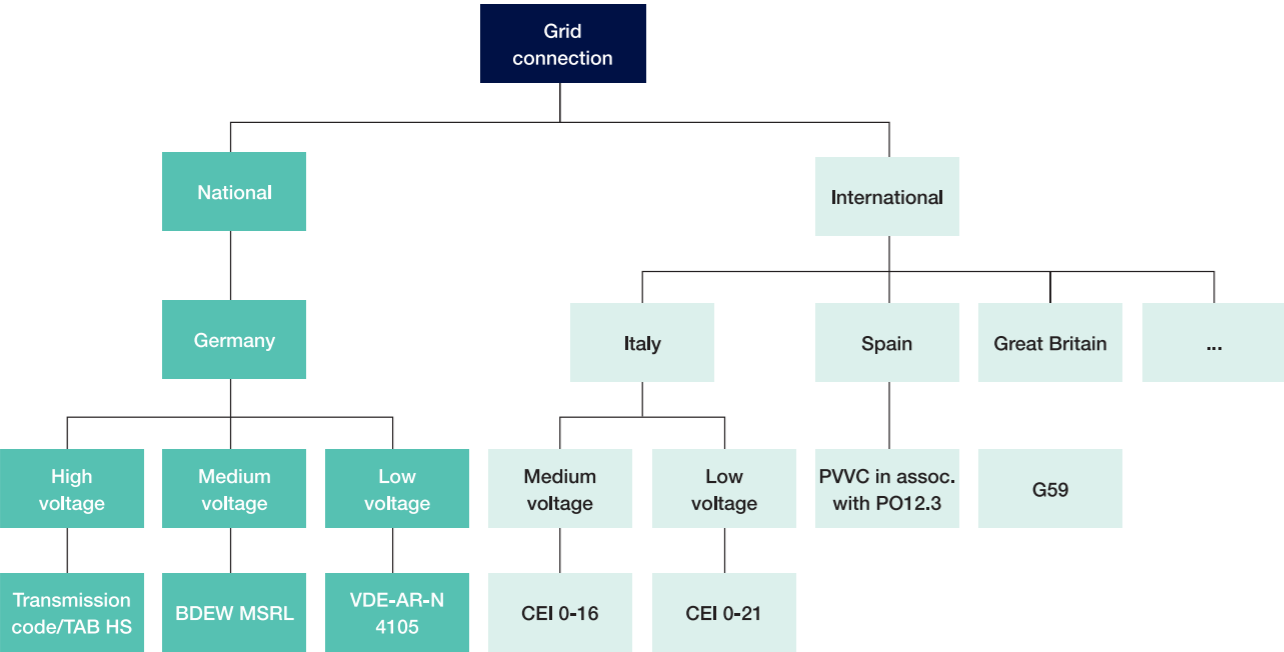 Grid
connection
National
International
Germany
Italy
Spain
Great Britain
...
High
voltage
Medium
voltage
Low
voltage
Medium
voltage
Low
voltage
PVVC in assoc.
with PO12.3
G59
Transmission
code/TAB HS
BDEW MSRL
VDE-AR-N
4105
CEI 0-16
CEI 0-21